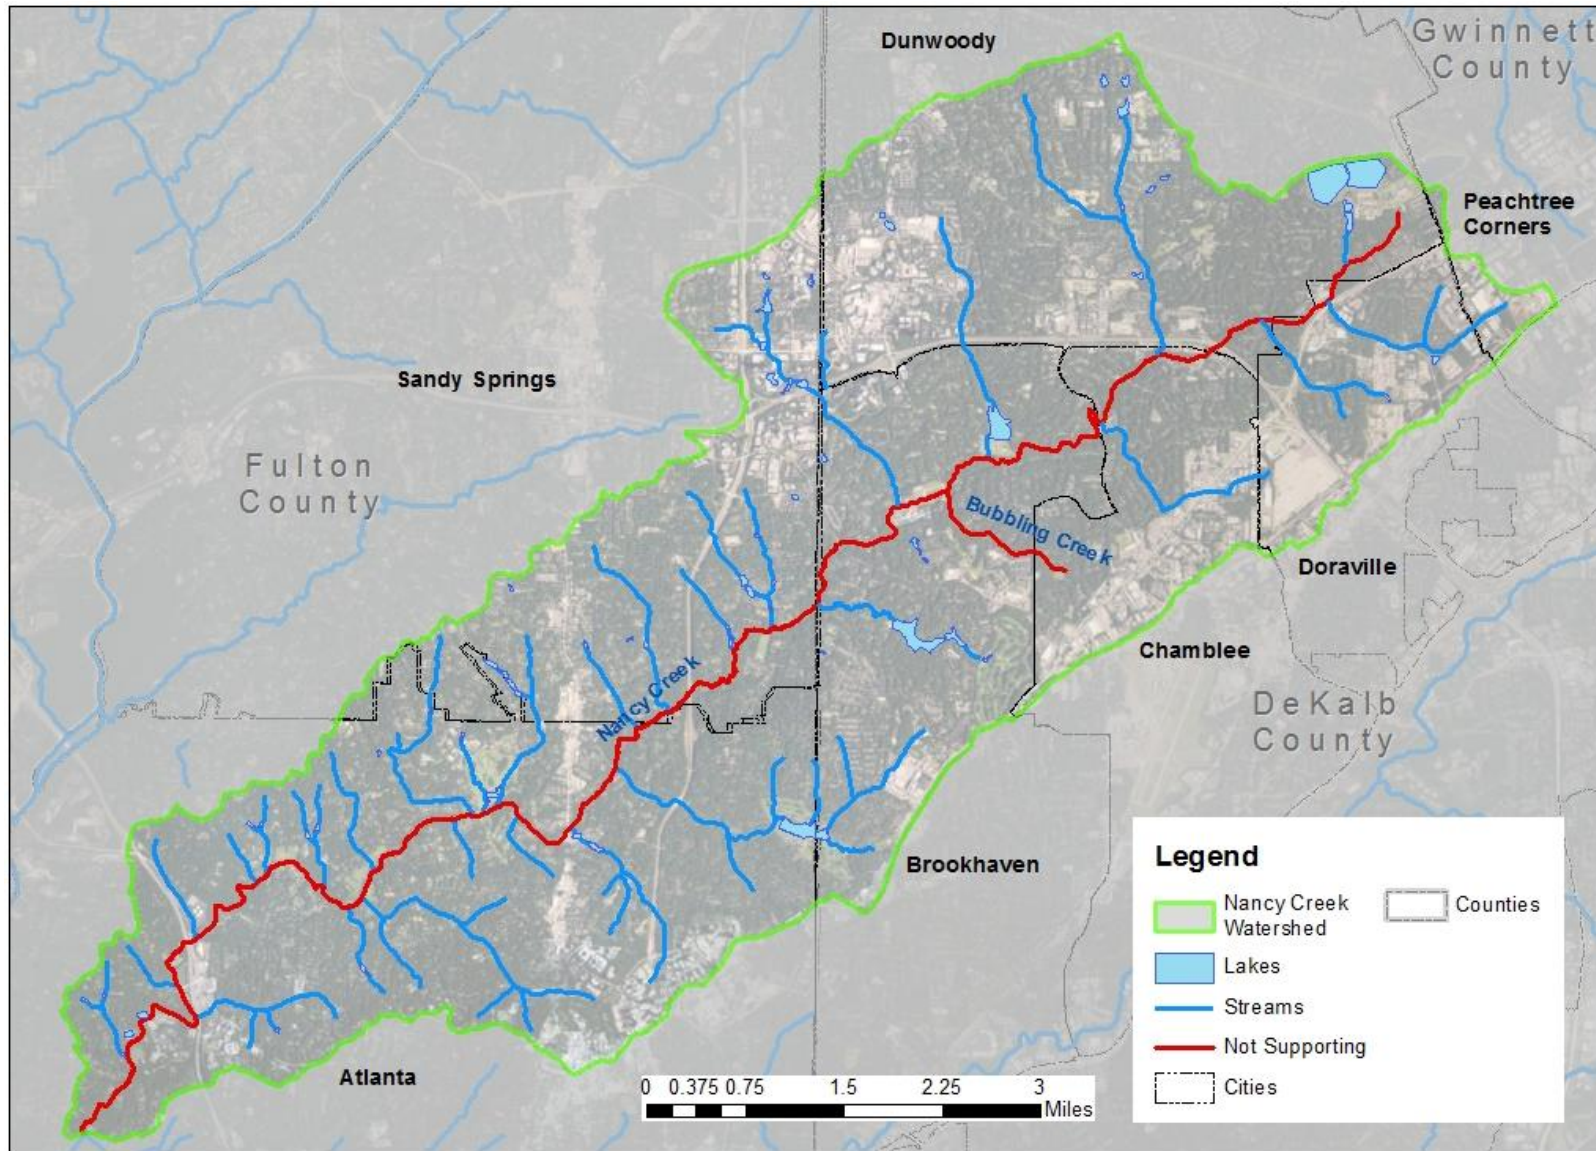 Dunwoody
Gwinnett
County
Peachtree
Corners
Sandy Springs
Fulton
County
Bubbling Creek
Doraville
Chamblee
Nancy Creek
DeKalb
County
Brookhaven
Atlanta
0 0.375 0.75 1.5 2.25 3
Miles
Legend
Nancy Creek
Watershed
Counties
Lakes
Streams
Not Supporting
Cities